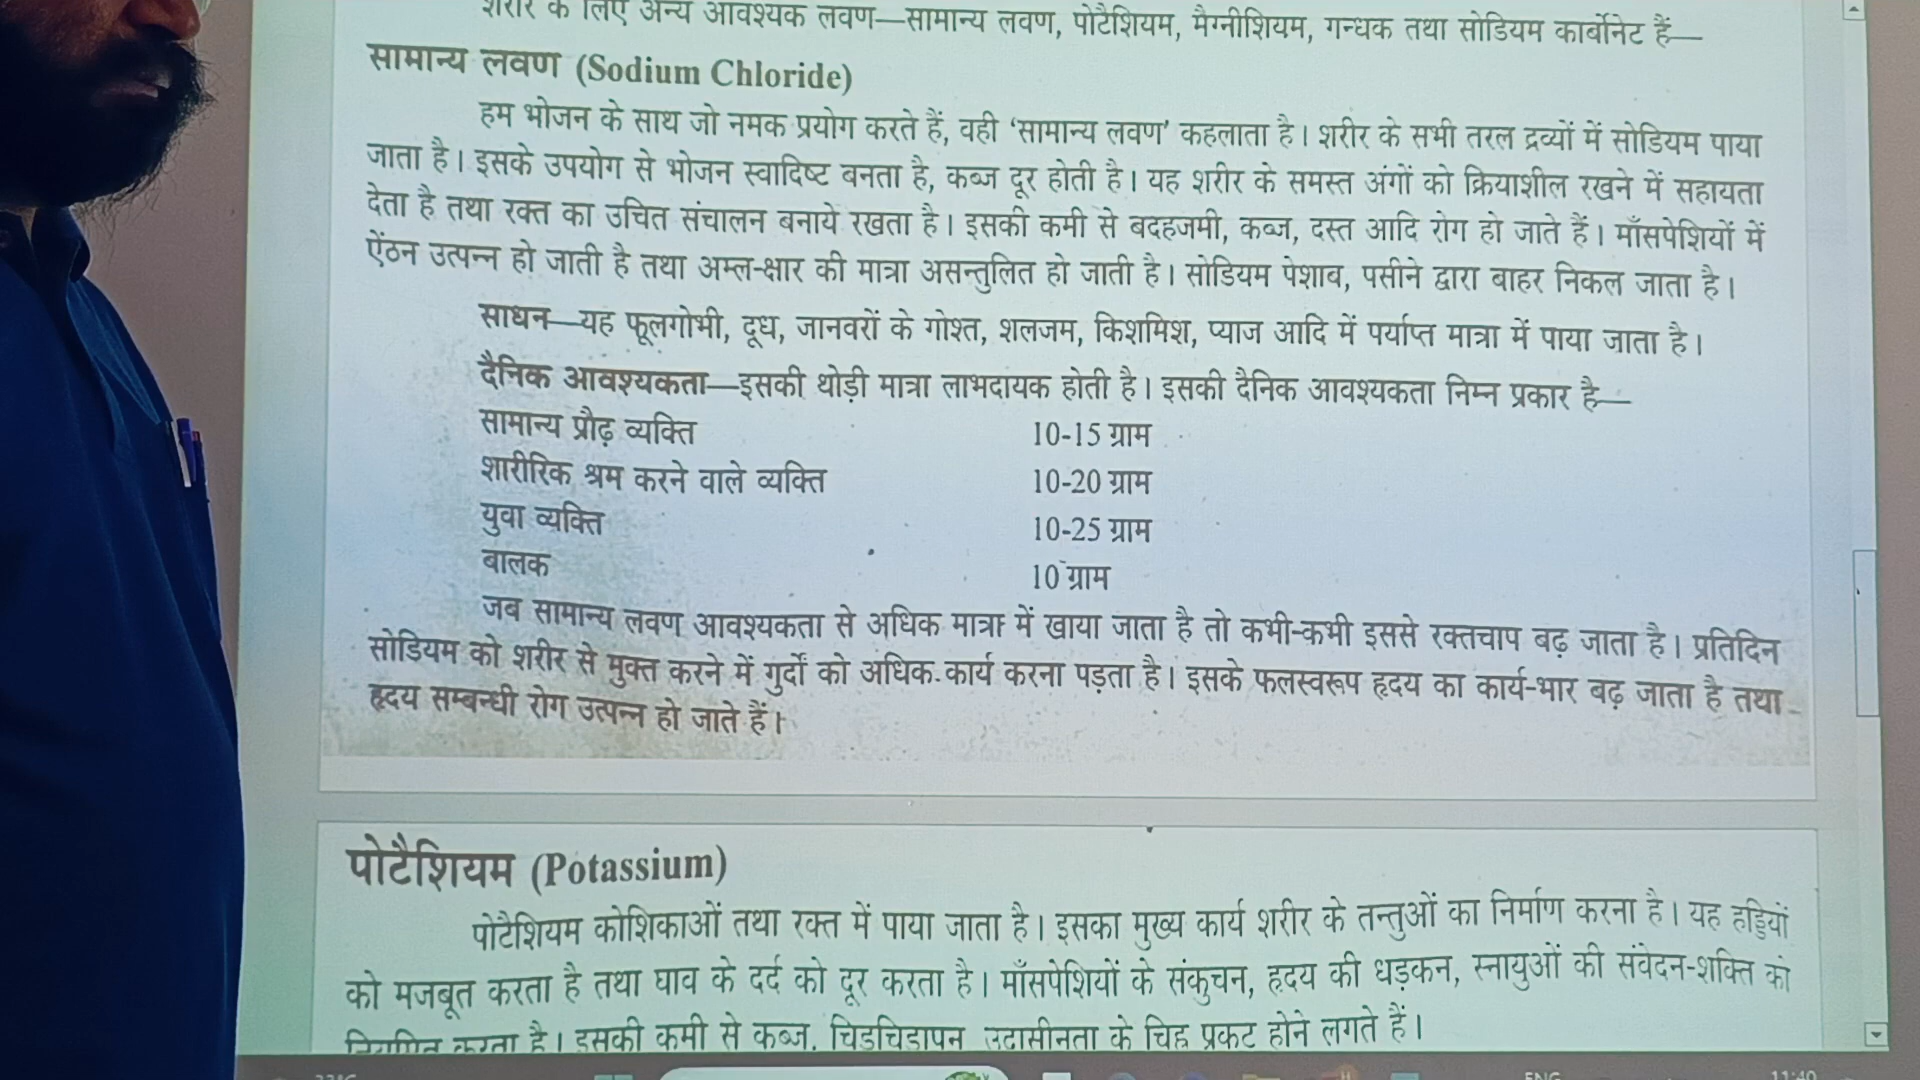 शरीर के लिए अन्य आवश्यक लवण—सामान्य लवण, पोटैशियम, मैग्नीशियम, गन्धक तथा सोडियम कार्बोनेट हैं—
सामान्य लवण (Sodium Chloride)
हम भोजन के साथ जो नमक प्रयोग करते हैं, वही ‘सामान्य लवण’ कहलाता है। शरीर के सभी तरल द्रव्यों में सोडियम पाया
जाता है। इसके उपयोग से भोजन स्वादिष्ट बनता है, कब्ज दूर होती है। यह शरीर के समस्त अंगों को क्रियाशील रखने में सहायता
देता है तथा रक्त का उचित संचालन बनाये रखता है। इसकी कमी से बदहजमी, कब्ज, दस्त आदि रोग हो जाते हैं। माँसपेशियों में
ऐंठन उत्पन्न हो जाती है तथा अम्ल-क्षार की मात्रा असन्तुलित हो जाती है। सोडियम पेशाब, पसीने द्वारा बाहर निकल जाता है।
साधन—यह फूलगोभी, दूध, जानवरों के गोश्त, शलजम, किशमिश, प्याज आदि में पर्याप्त मात्रा में पाया जाता है।
दैनिक आवश्यकता—इसकी थोड़ी मात्रा लाभदायक होती है। इसकी दैनिक आवश्यकता निम्न प्रकार है—
सामान्य प्रौढ़ व्यक्ति 10-15 ग्राम
शारीरिक श्रम करने वाले व्यक्ति 10-20 ग्राम
युवा व्यक्ति 10-25 ग्राम
बालक 10 ग्राम
जब सामान्य लवण आवश्यकता से अधिक मात्रा में खाया जाता है तो कभी-कभी इससे रक्तचाप बढ़ जाता है। प्रतिदिन
सोडियम को शरीर से मुक्त करने में गुर्दों को अधिक कार्य करना पड़ता है। इसके फलस्वरूप हृदय का कार्य-भार बढ़ जाता है तथा
हृदय सम्बन्धी रोग उत्पन्न हो जाते हैं।
पोटैशियम (Potassium)
पोटैशियम कोशिकाओं तथा रक्त में पाया जाता है। इसका मुख्य कार्य शरीर के तन्तुओं का निर्माण करना है। यह हड्डियों
को मजबूत करता है तथा घाव के दर्द को दूर करता है। माँसपेशियों के संकुचन, हृदय की धड़कन, स्नायुओं की संवेदन-शक्ति को
नियमित करता है। इसकी कमी से कब्ज, चिड़चिड़ापन, उदासीनता के चिह्न प्रकट होने लगते हैं।
ENG 11:40